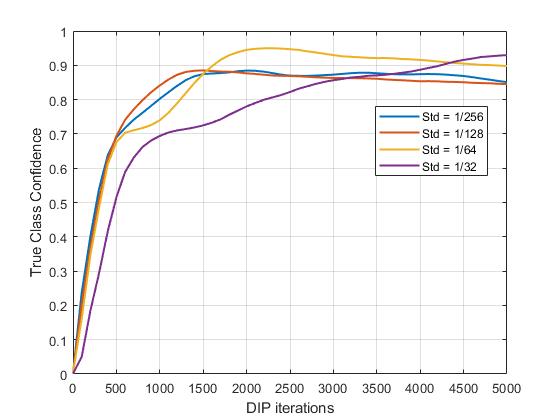 1
0.9
0.8
0.7
0.6
0.5
0.4
0.3
0.2
0.1
0
True Class Confidence
Std = 1/256
Std = 1/128
Std = 1/64
Std = 1/32
0 500 1000 1500 2000 2500 3000 3500 4000 4500 5000
DIP iterations